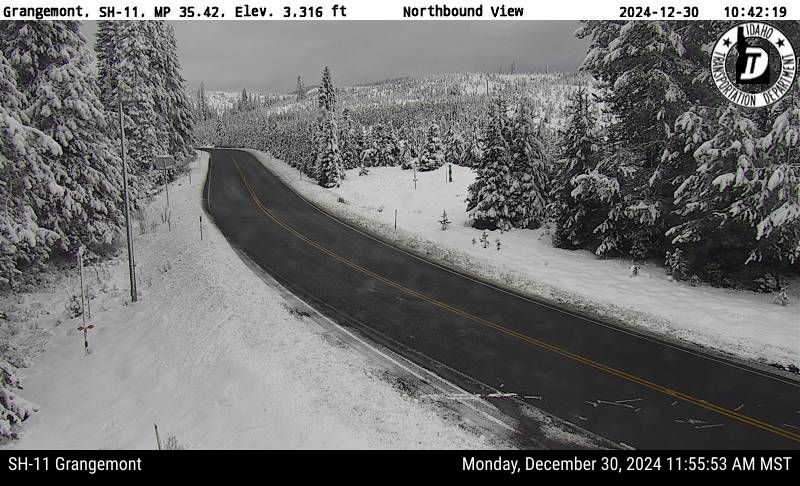 Grangemont, SH-11, MP 35.42, Elev. 3,316 ft Northbound View 2024-12-30 10:42:19
IDAHO
TRANSPORTATION DEPARTMENT
SH-11 Grangemont Monday, December 30, 2024 11:55:53 AM MST